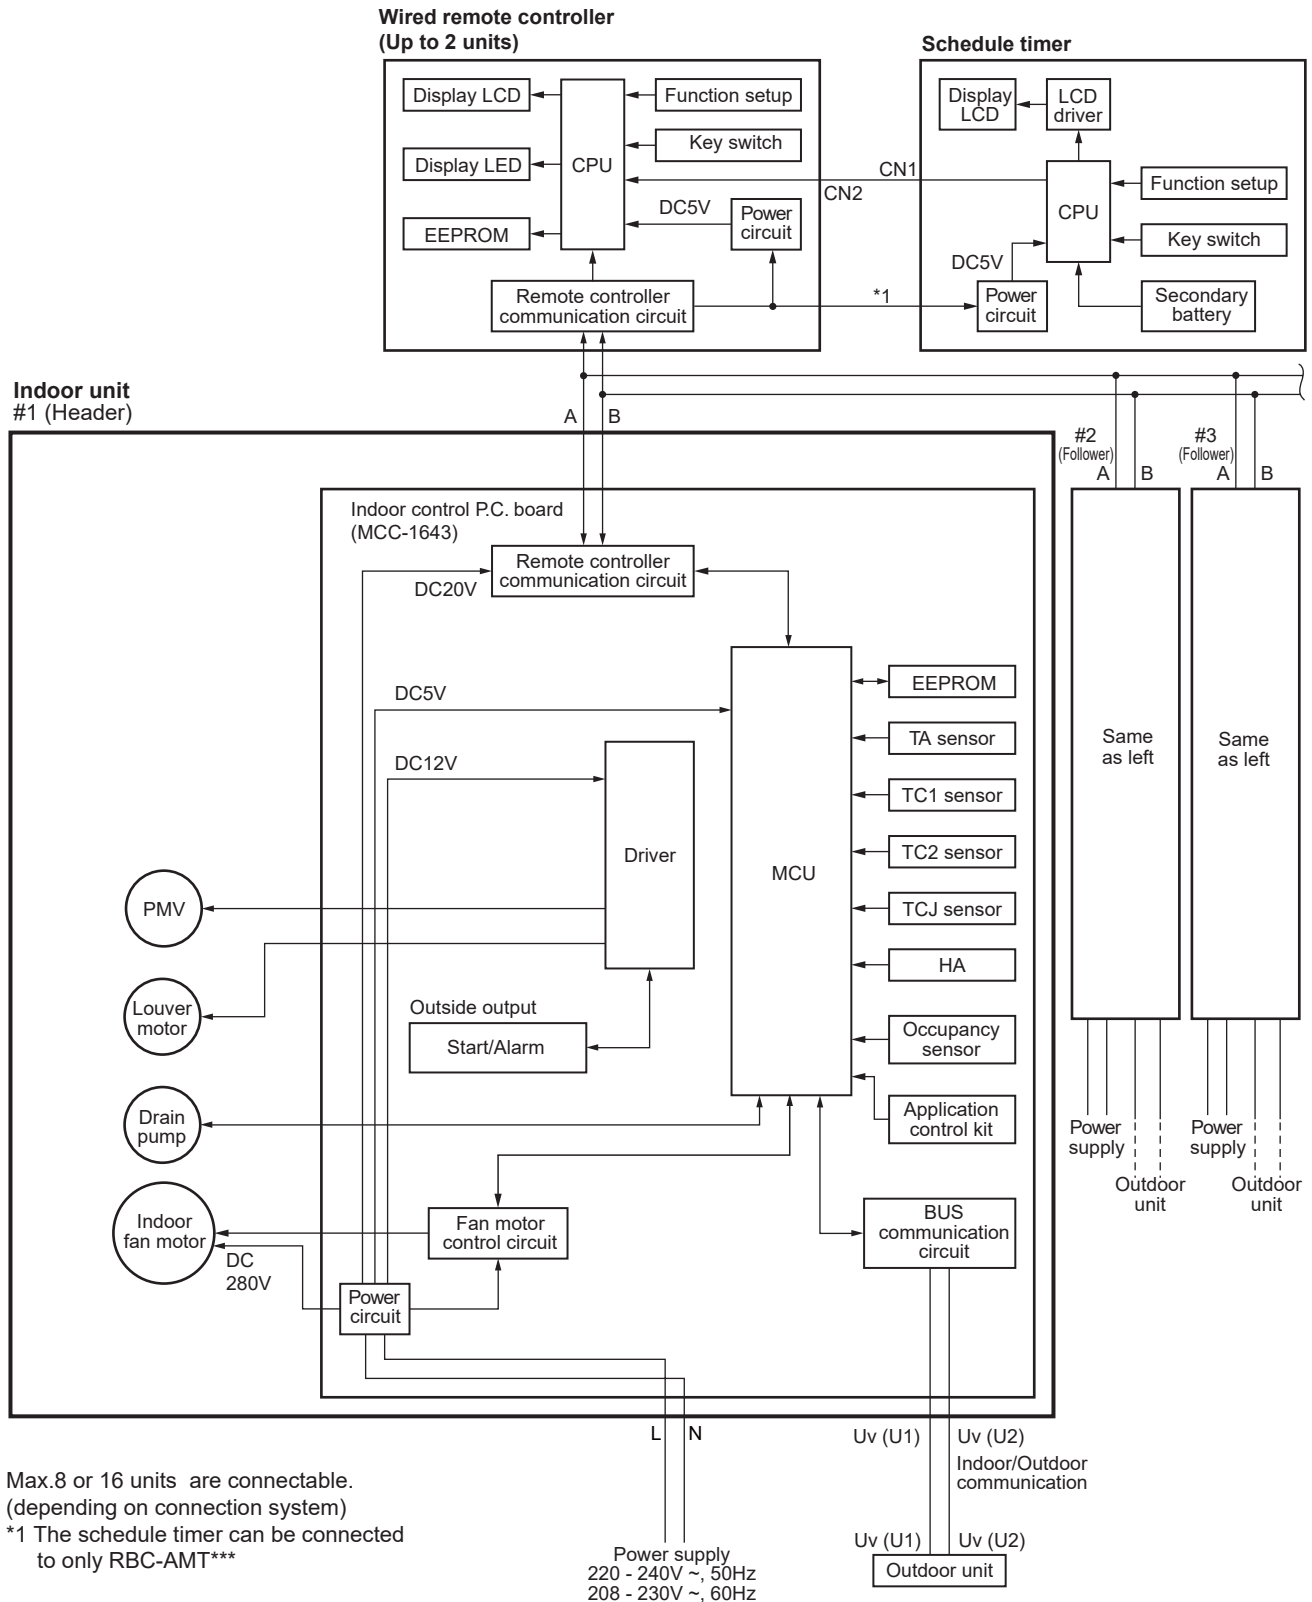 Wired remote controller
(Up to 2 units)
Schedule timer
Display LCD
CPU
Function setup
Key switch
Display LED
EEPROM
DC5V
Power
circuit
Remote controller
communication circuit
CN1
CN2
*1
Display
LCD
LCD
driver
CPU
Function setup
Key switch
DC5V
Power
circuit
Secondary
battery
Indoor unit
#1 (Header)
A
B
#2
(Follower)
A
B
#3
(Follower)
A
B
Indoor control P.C. board
(MCC-1643)
Remote controller
communication circuit
DC20V
DC5V
DC12V
Driver
MCU
EEPROM
TA sensor
TC1 sensor
TC2 sensor
TCJ sensor
HA
Occupancy
sensor
Application
control kit
Same
as left
Same
as left
PMV
Louver
motor
Outside output
Start/Alarm
Drain
pump
Indoor
fan motor
DC
280V
Fan motor
control circuit
Power
circuit
BUS
communication
circuit
Power
supply
Outdoor
unit
Power
supply
Outdoor
unit
L
N
Uv (U1)
Uv (U2)
Indoor/Outdoor
communication
Uv (U1)
Uv (U2)
Outdoor unit
Power supply
220 - 240V ~, 50Hz
208 - 230V ~, 60Hz
Max.8 or 16 units are connectable.
(depending on connection system)
*1 The schedule timer can be connected
to only RBC-AMT***